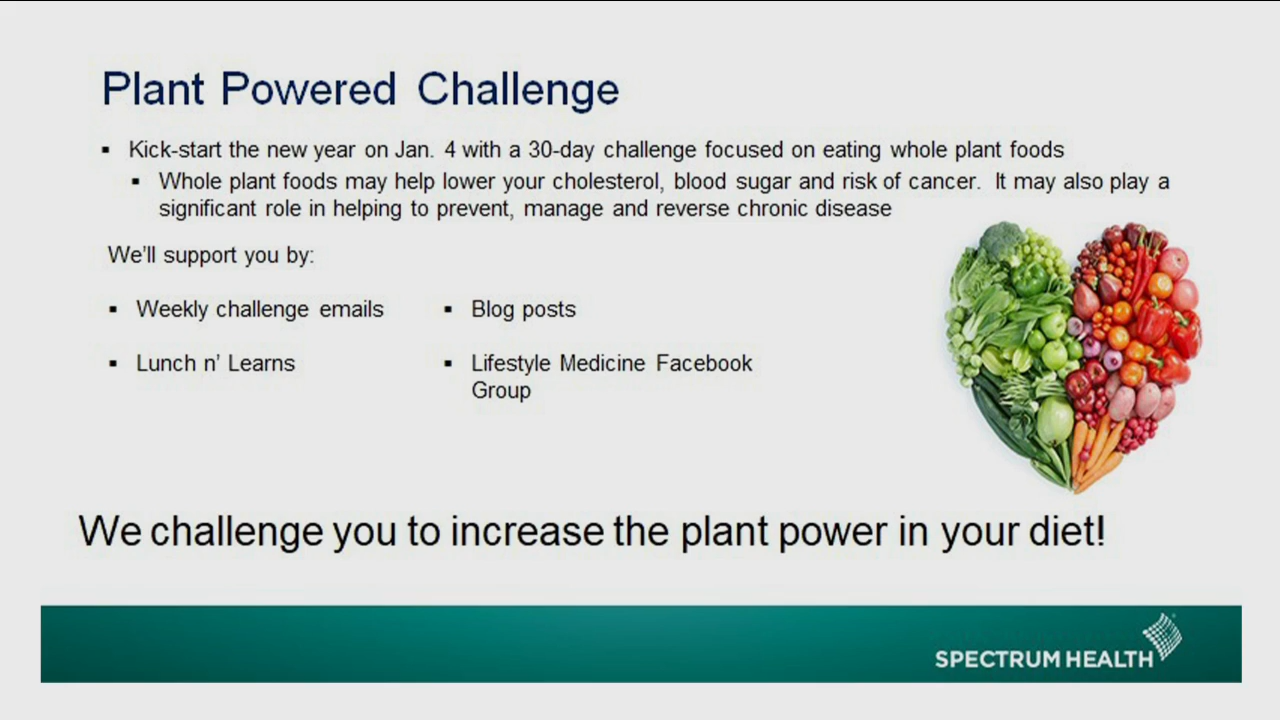 Plant Powered Challenge
▪ Kick-start the new year on Jan. 4 with a 30-day challenge focused on eating whole plant foods
▪ Whole plant foods may help lower your cholesterol, blood sugar and risk of cancer. It may also play a
significant role in helping to prevent, manage and reverse chronic disease
We'll support you by:
▪ Weekly challenge emails
▪ Lunch n' Learns
▪ Blog posts
▪ Lifestyle Medicine Facebook
Group
We challenge you to increase the plant power in your diet!
SPECTRUM HEALTH